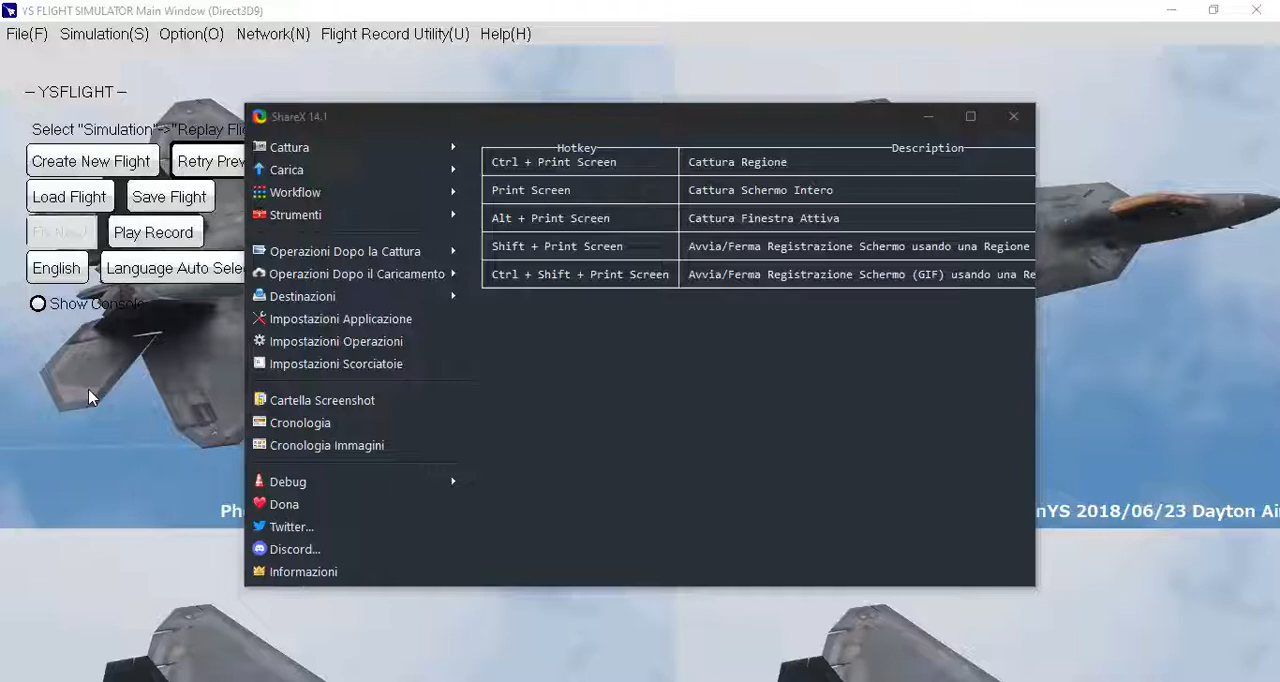 YS FLIGHT SIMULATOR Main Window (Direct3D9)
File(F) Simulation(S) Option(O) Network(N) Flight Record Utility(U) Help(H)
– YSFLIGHT –
Select "Simulation"->"Replay
Create New Flight Retry
Load Flight Save Flight
Play Record
English Language Auto
Show Console
ShareX 14.1
Cattura
Carica
Workflow
Strumenti
Operazioni Dopo la Cattura
Operazioni Dopo il Caricamento
Destinazioni
Impostazioni Applicazione
Impostazioni Operazioni
Impostazioni Scorciatoie
Cartella Screenshot
Cronologia
Cronologia Immagini
Debug
Dona
Twitter...
Discord...
Informazioni
Hotkey Description
Ctrl + Print Screen Cattura Regione
Print Screen Cattura Schermo Intero
Alt + Print Screen Cattura Finestra Attiva
Shift + Print Screen Avvia/Ferma Registrazione Schermo usando una Regione
Ctrl + Shift + Print Screen Avvia/Ferma Registrazione Schermo (GIF) usando una Re
2018/06/23 Dayton